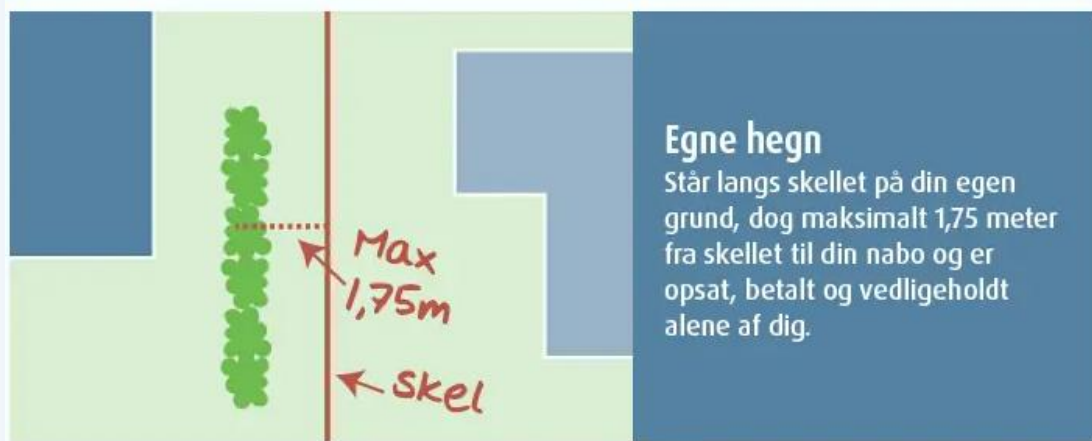 Max
1,75m
skel
Egne hegn
Står langs skellet på din egen
grund, dog maksimalt 1,75 meter
fra skellet til din nabo og er
opsat, betalt og vedligeholdt
alene af dig.